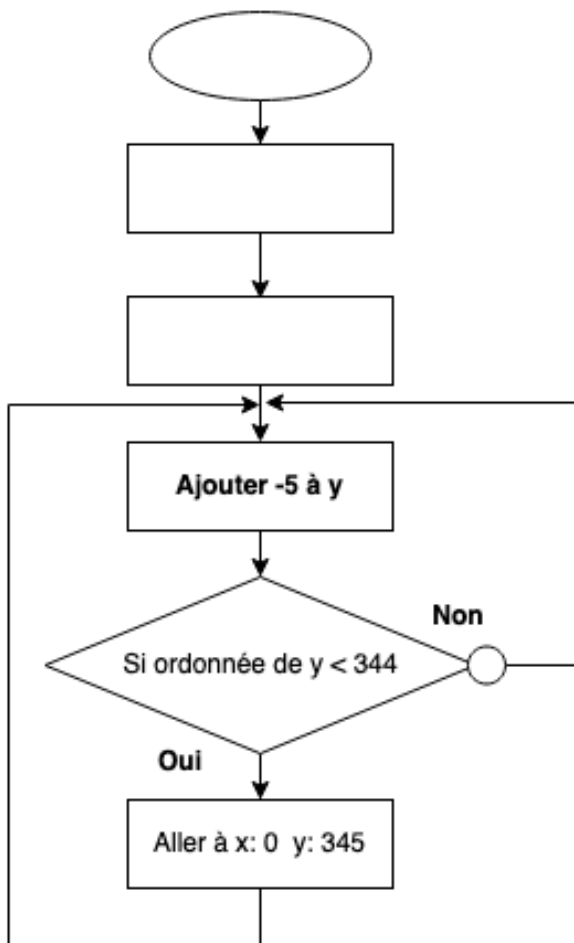 Ajouter -5 à y
Non
Si ordonnée de y < 344
Oui
Aller à x: 0 y: 345